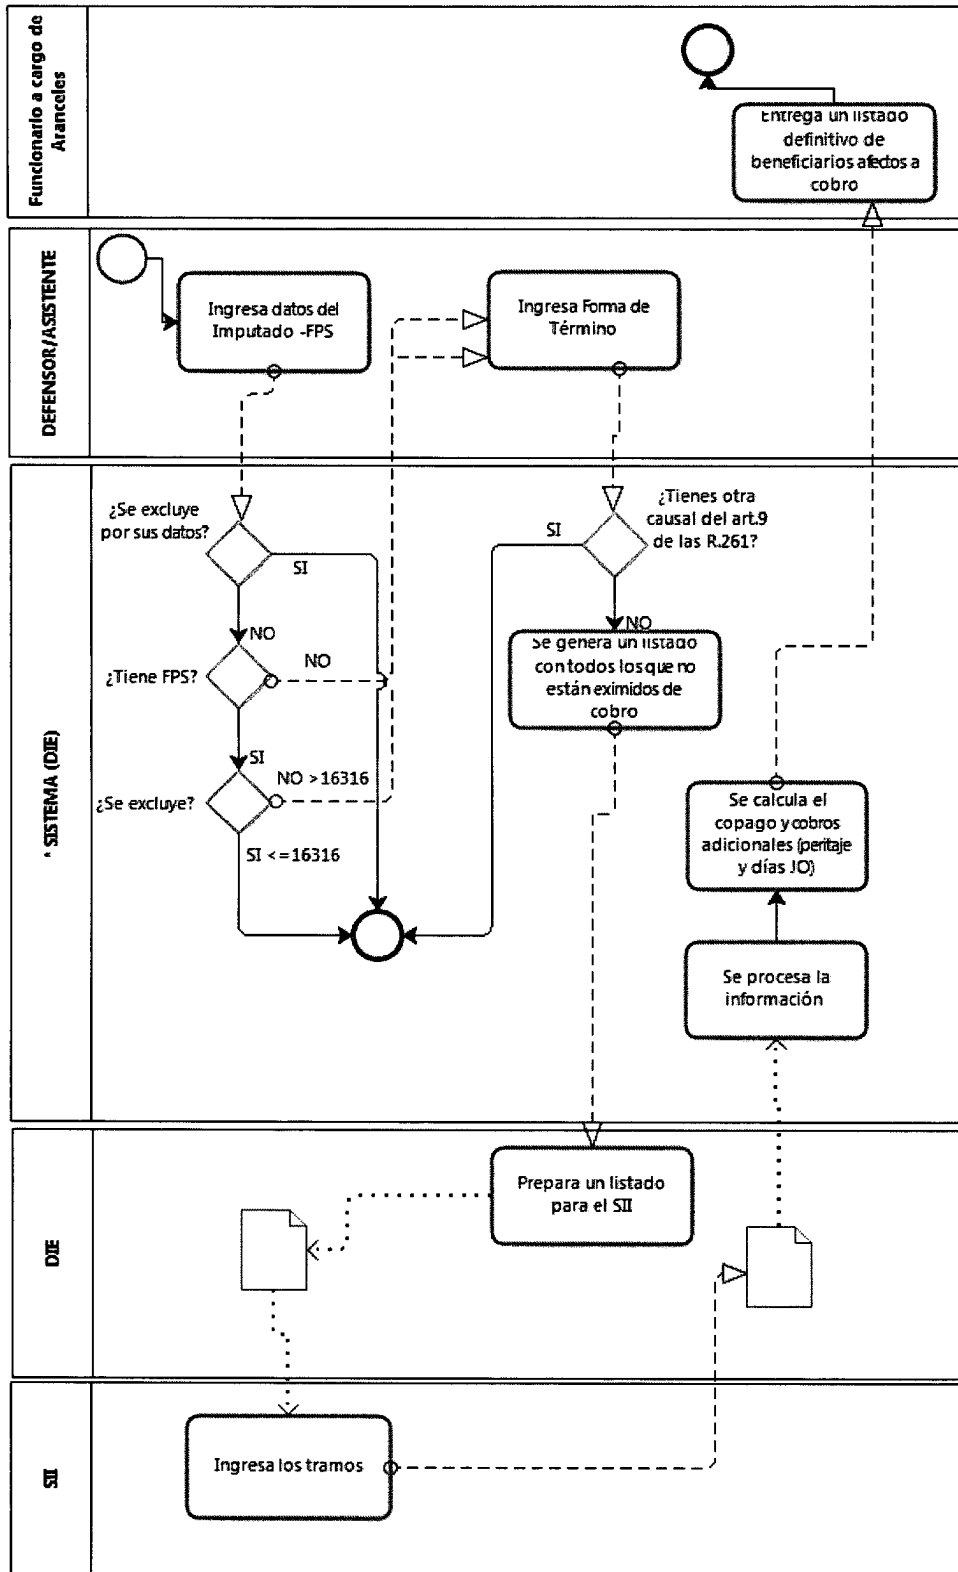 Funcionario a cargo de
Aranceles
Entrega un listado
definitivo de
beneficiarios afectos a
cobro
DEFENSOR/ASISTENTE
Ingresa datos del
Imputado -FPS
Ingresa Forma de
Término
* SISTEMA (DIE)
¿Se excluye
por sus datos?
SI
NO
¿Tiene FPS?
NO
SI
¿Se excluye?
NO >16316
SI <=16316
¿Tienes otra
causal del art.9
de las R.261?
SI
NO
Se genera un listado
con todos los que no
están eximidos de
cobro
Se calcula el
copago y cobros
adicionales (peritaje
y días JO)
Se procesa la
información
DIE
Prepara un listado
para el SII
SII
Ingresa los tramos